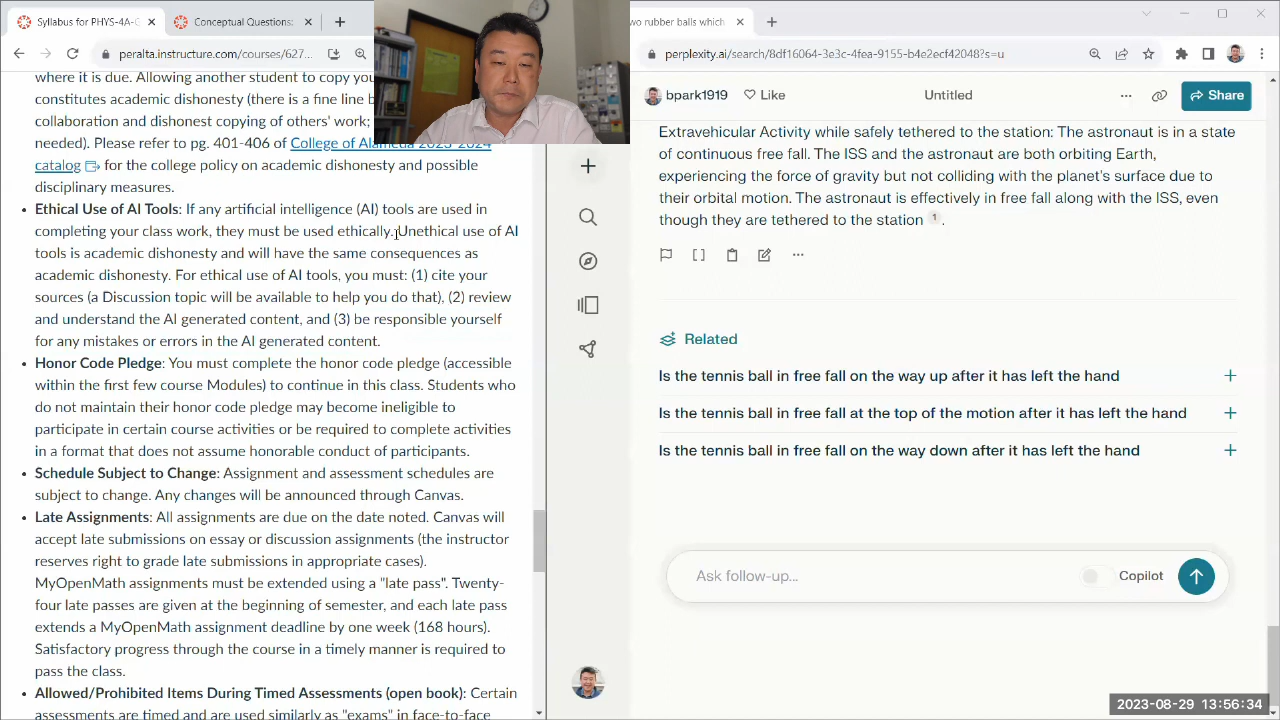 Syllabus for PHYS-4A-C
Conceptual Questions:
wo rubber balls which
peralta.instructure.com/courses/627...
perplexity.ai/search/8df16064-3e3c-4fea-9155-b4e2ecf42048?s=u
where it is due. Allowing another student to copy you
constitutes academic dishonesty (there is a fine line b
collaboration and dishonest copying of others' work;
needed). Please refer to pg. 401-406 of College of Alameda 2023-2024
catalog for the college policy on academic dishonesty and possible
disciplinary measures.
Ethical Use of AI Tools: If any artificial intelligence (AI) tools are used in
completing your class work, they must be used ethically. Unethical use of AI
tools is academic dishonesty and will have the same consequences as
academic dishonesty. For ethical use of AI tools, you must: (1) cite your
sources (a Discussion topic will be available to help you do that), (2) review
and understand the AI generated content, and (3) be responsible yourself
for any mistakes or errors in the AI generated content.
Honor Code Pledge: You must complete the honor code pledge (accessible
within the first few course Modules) to continue in this class. Students who
do not maintain their honor code pledge may become ineligible to
participate in certain course activities or be required to complete activities
in a format that does not assume honorable conduct of participants.
Schedule Subject to Change: Assignment and assessment schedules are
subject to change. Any changes will be announced through Canvas.
Late Assignments: All assignments are due on the date noted. Canvas will
accept late submissions on essay or discussion assignments (the instructor
reserves right to grade late submissions in appropriate cases).
MyOpenMath assignments must be extended using a "late pass". Twenty-
four late passes are given at the beginning of semester, and each late pass
extends a MyOpenMath assignment deadline by one week (168 hours).
Satisfactory progress through the course in a timely manner is required to
pass the class.
Allowed/Prohibited Items During Timed Assessments (open book): Certain
assessments are timed and are used similarly as "exams" in face-to-face
bpark1919
Like
Untitled
Share
Extravehicular Activity while safely tethered to the station: The astronaut is in a state
of continuous free fall. The ISS and the astronaut are both orbiting Earth,
experiencing the force of gravity but not colliding with the planet's surface due to
their orbital motion. The astronaut is effectively in free fall along with the ISS, even
though they are tethered to the station 1.
Related
Is the tennis ball in free fall on the way up after it has left the hand
Is the tennis ball in free fall at the top of the motion after it has left the hand
Is the tennis ball in free fall on the way down after it has left the hand
Ask follow-up...
Copilot
2023-08-29 13:56:34